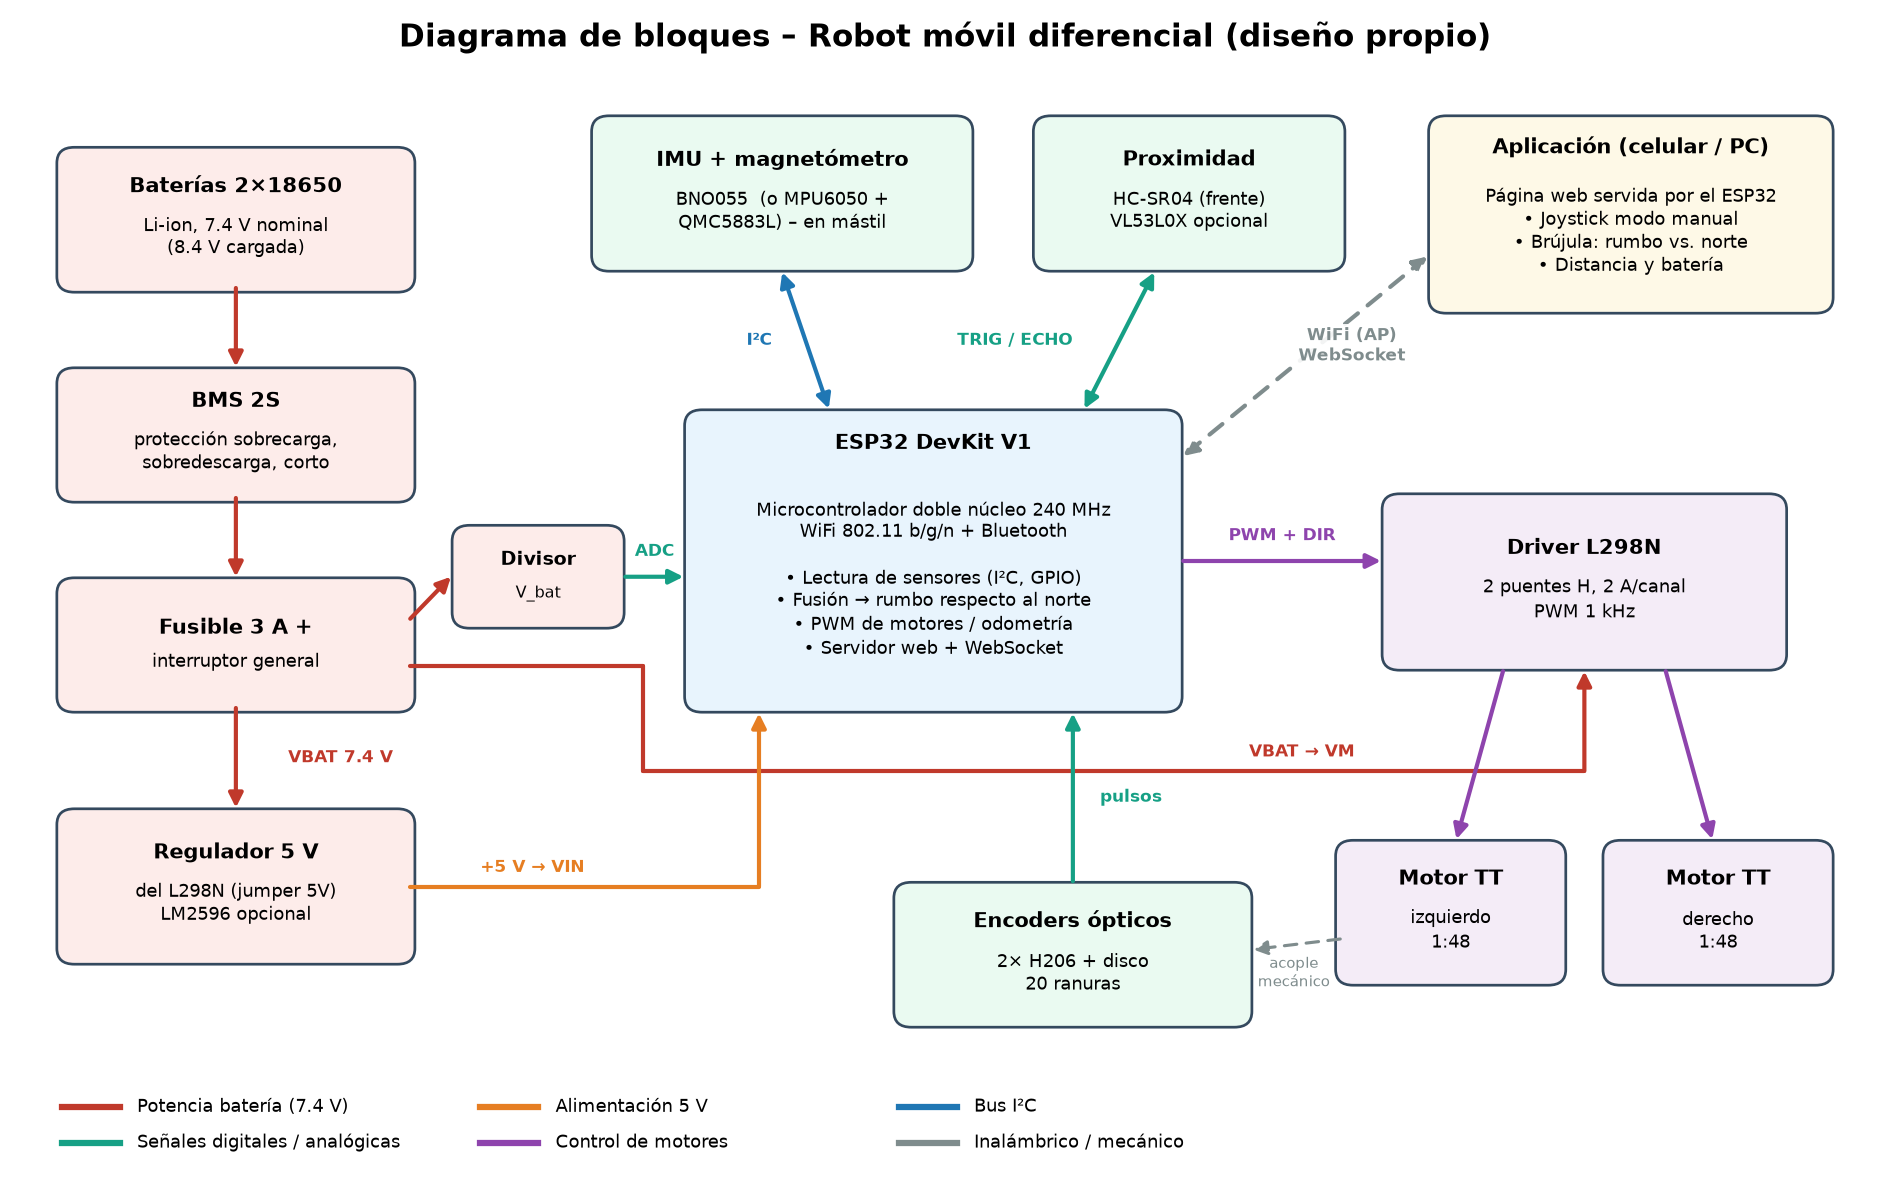 Diagrama de bloques – Robot móvil diferencial (diseño propio)
Baterías 2×18650
Li-ion, 7.4 V nominal
(8.4 V cargada)
IMU + magnetómetro
BNO055  (o MPU6050 +
QMC5883L) – en mástil
Proximidad
HC-SR04 (frente)
VL53L0X opcional
Aplicación (celular / PC)
Página web servida por el ESP32
• Joystick modo manual
• Brújula: rumbo vs. norte
• Distancia y batería
I²C
TRIG / ECHO
WiFi (AP)
WebSocket
BMS 2S
protección sobrecarga,
sobredescarga, corto
ESP32 DevKit V1
Microcontrolador doble núcleo 240 MHz
WiFi 802.11 b/g/n + Bluetooth
• Lectura de sensores (I²C, GPIO)
• Fusión → rumbo respecto al norte
• PWM de motores / odometría
• Servidor web + WebSocket
Divisor
V_bat
ADC
PWM + DIR
Driver L298N
2 puentes H, 2 A/canal
PWM 1 kHz
Fusible 3 A +
interruptor general
VBAT 7.4 V
VBAT → VM
pulsos
Regulador 5 V
del L298N (jumper 5V)
LM2596 opcional
+5 V → VIN
Encoders ópticos
2× H206 + disco
20 ranuras
acople
mecánico
Motor TT
izquierdo
1:48
Motor TT
derecho
1:48
Potencia batería (7.4 V)
Alimentación 5 V
Bus I²C
Señales digitales / analógicas
Control de motores
Inalámbrico / mecánico